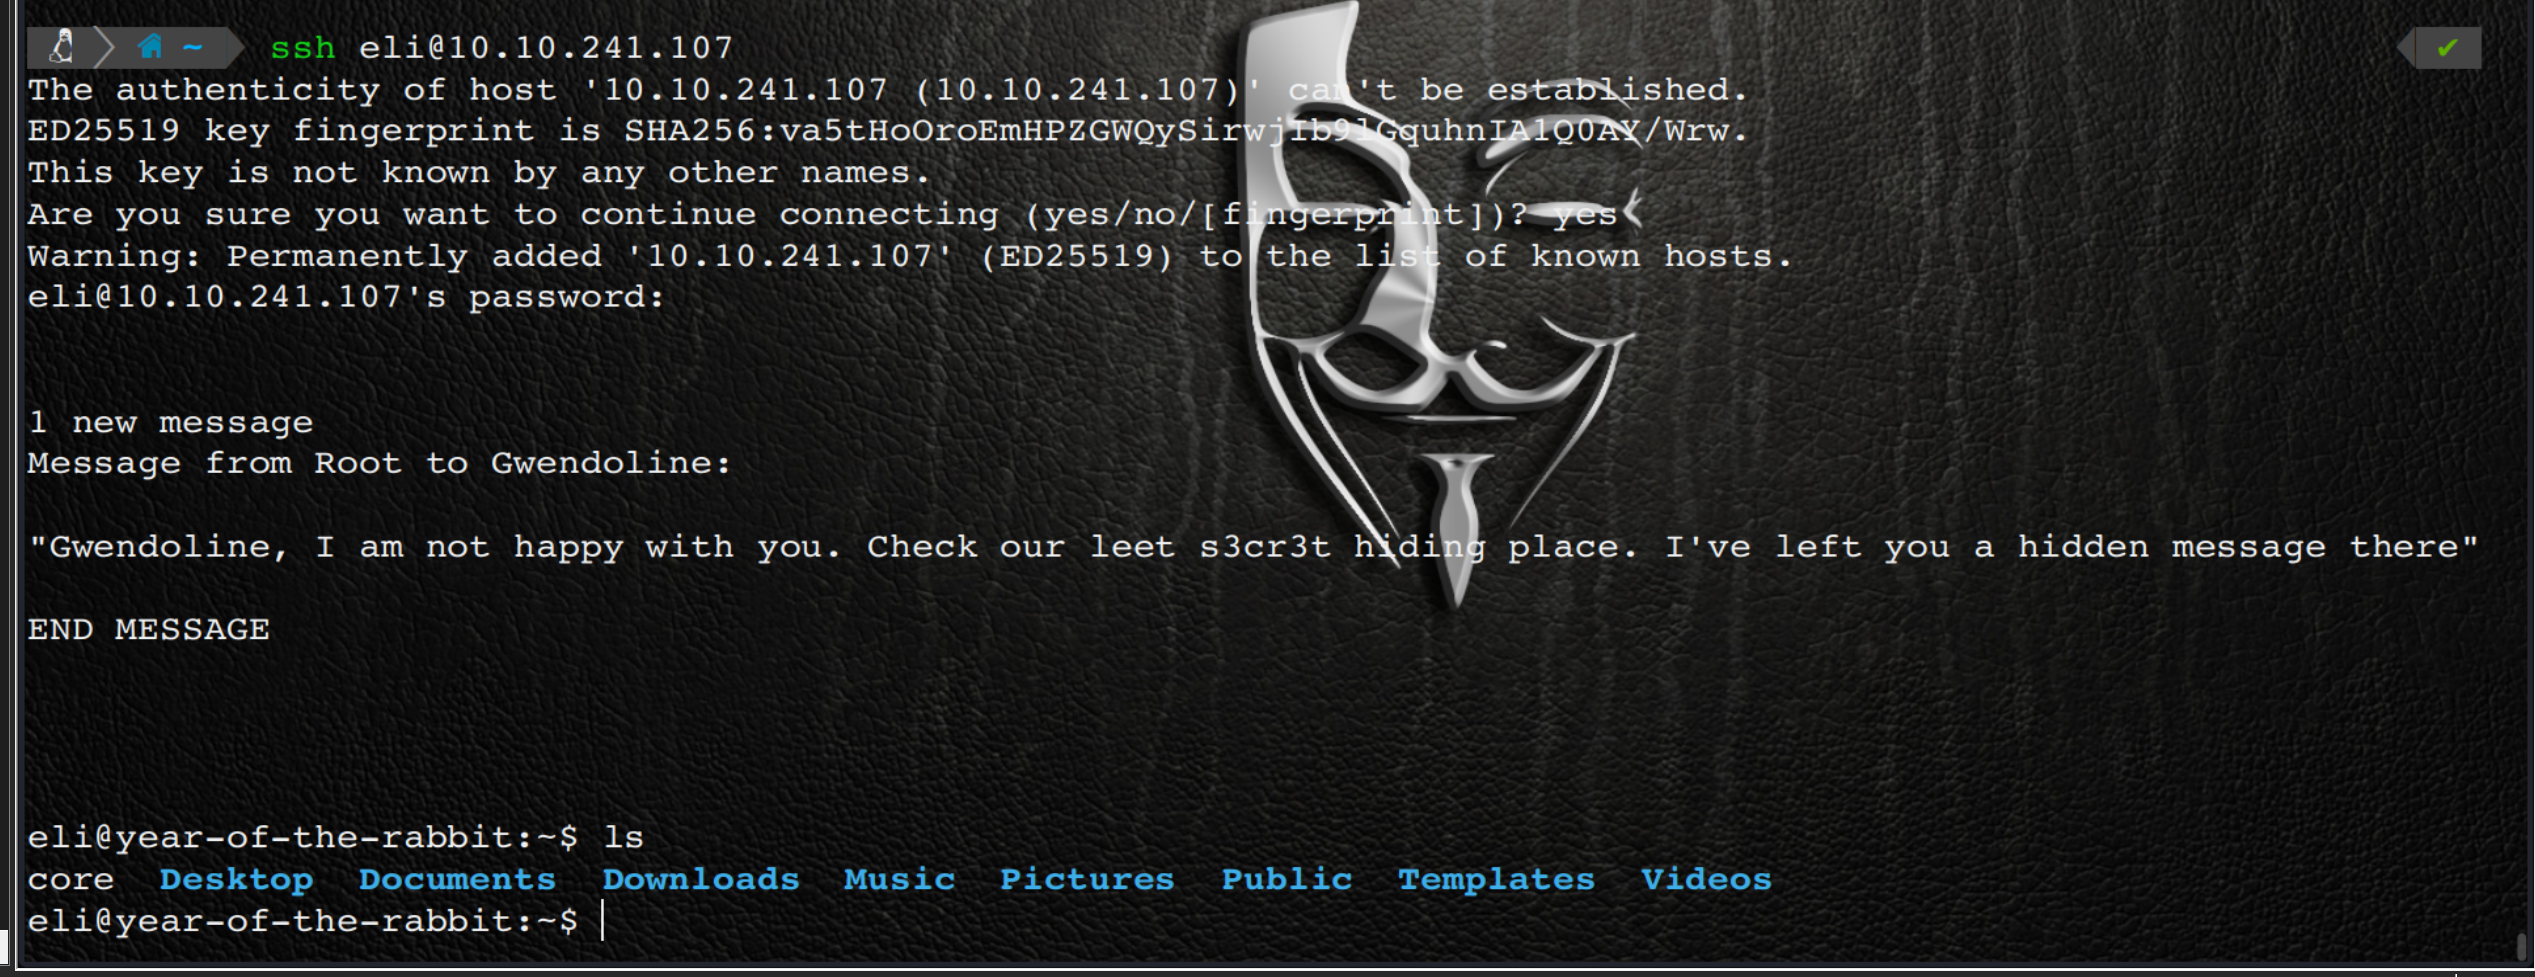 ~ ssh eli@10.10.241.107 ✔
The authenticity of host '10.10.241.107 (10.10.241.107)' can't be established.
ED25519 key fingerprint is SHA256:va5tHoOroEmHPZGWQySirwjIb9lGquhnIA1Q0AY/Wrw.
This key is not known by any other names.
Are you sure you want to continue connecting (yes/no/[fingerprint])? yes
Warning: Permanently added '10.10.241.107' (ED25519) to the list of known hosts.
eli@10.10.241.107's password:
1 new message
Message from Root to Gwendoline:
"Gwendoline, I am not happy with you. Check our leet s3cr3t hiding place. I've left you a hidden message there"
END MESSAGE
eli@year-of-the-rabbit:~$ ls
core Desktop Documents Downloads Music Pictures Public Templates Videos
eli@year-of-the-rabbit:~$